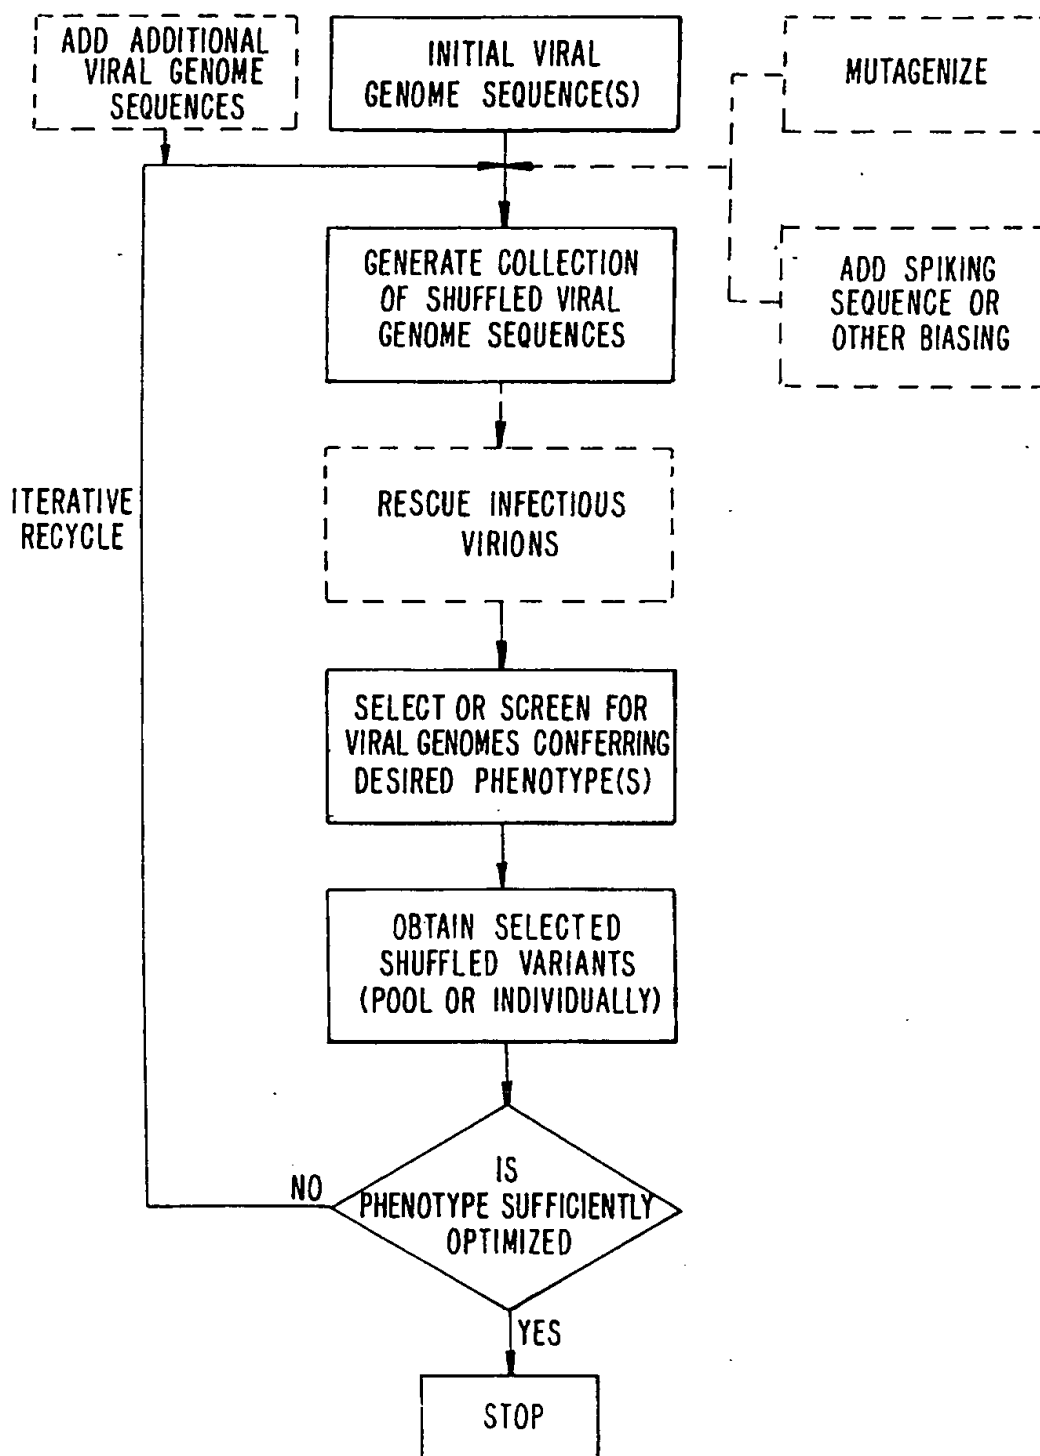 ADD ADDITIONAL
VIRAL GENOME
SEQUENCES
INITIAL VIRAL
GENOME SEQUENCE(S)
MUTAGENIZE
GENERATE COLLECTION
OF SHUFFLED VIRAL
GENOME SEQUENCES
ADD SPIKING
SEQUENCE OR
OTHER BIASING
ITERATIVE
RECYCLE
RESCUE INFECTIOUS
VIRIONS
SELECT OR SCREEN FOR
VIRAL GENOMES CONFERRING
DESIRED PHENOTYPE(S)
OBTAIN SELECTED
SHUFFLED VARIANTS
(POOL OR INDIVIDUALLY)
NO
IS
PHENOTYPE SUFFICIENTLY
OPTIMIZED
YES
STOP